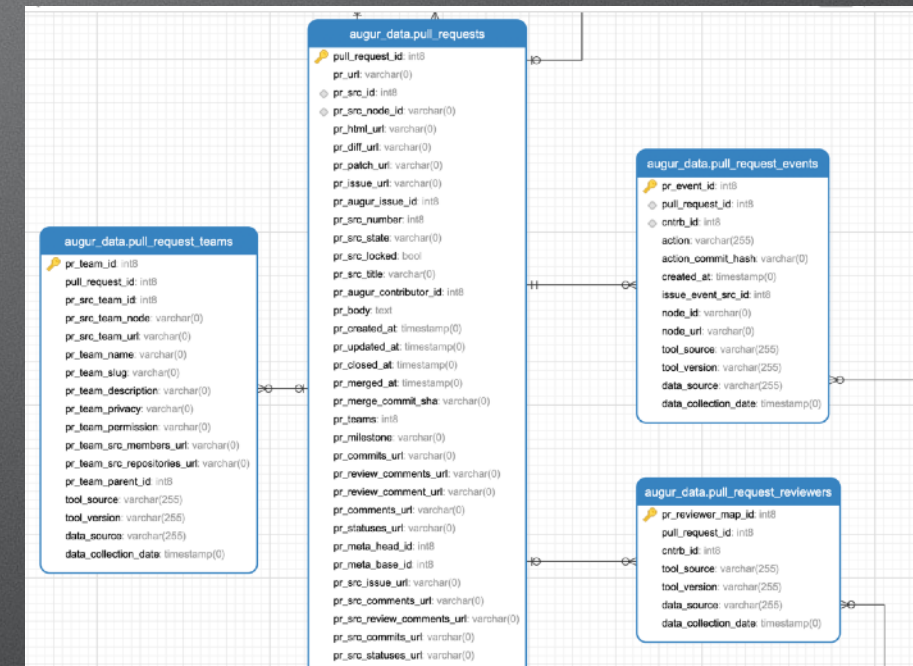 augur_data.pull_requests
pull_request_id: int8
pr_url: varchar(0)
pr_src_id: int8
pr_src_node_id: varchar(0)
pr_html_url: varchar(0)
pr_diff_url: varchar(0)
pr_patch_url: varchar(0)
pr_issue_url: varchar(0)
pr_augur_issue_id: int8
pr_src_number: int8
pr_src_state: varchar(0)
pr_src_locked: bool
pr_src_title: varchar(0)
pr_augur_contributor_id: int8
pr_body: text
pr_created_at: timestamp(0)
pr_updated_at: timestamp(0)
pr_closed_at: timestamp(0)
pr_merged_at: timestamp(0)
pr_merge_commit_sha: varchar(0)
pr_teams: int8
pr_milestone: varchar(0)
pr_commits_url: varchar(0)
pr_review_comments_url: varchar(0)
pr_review_comment_url: varchar(0)
pr_comments_url: varchar(0)
pr_statuses_url: varchar(0)
pr_meta_head_id: int8
pr_meta_base_id: int8
pr_src_issue_url: varchar(0)
pr_src_comments_url: varchar(0)
pr_src_review_comments_url: varchar(0)
pr_src_commits_url: varchar(0)
pr_src_statuses_url: varchar(0)
augur_data.pull_request_teams
pr_team_id: int8
pull_request_id: int8
pr_src_team_id: int8
pr_src_team_node: varchar(0)
pr_src_team_url: varchar(0)
pr_team_name: varchar(0)
pr_team_slug: varchar(0)
pr_team_description: varchar(0)
pr_team_privacy: varchar(0)
pr_team_permission: varchar(0)
pr_team_src_members_url: varchar(0)
pr_team_src_repositories_url: varchar(0)
pr_team_parent_id: int8
tool_source: varchar(255)
tool_version: varchar(255)
data_source: varchar(255)
data_collection_date: timestamp(0)
augur_data.pull_request_events
pr_event_id: int8
pull_request_id: int8
cntrb_id: int8
action: varchar(255)
action_commit_hash: varchar(0)
created_at: timestamp(0)
issue_event_src_id: int8
node_id: varchar(0)
node_url: varchar(0)
tool_source: varchar(255)
tool_version: varchar(255)
data_source: varchar(255)
data_collection_date: timestamp(0)
augur_data.pull_request_reviewers
pr_reviewer_map_id: int8
pull_request_id: int8
cntrb_id: int8
tool_source: varchar(255)
tool_version: varchar(255)
data_source: varchar(255)
data_collection_date: timestamp(0)